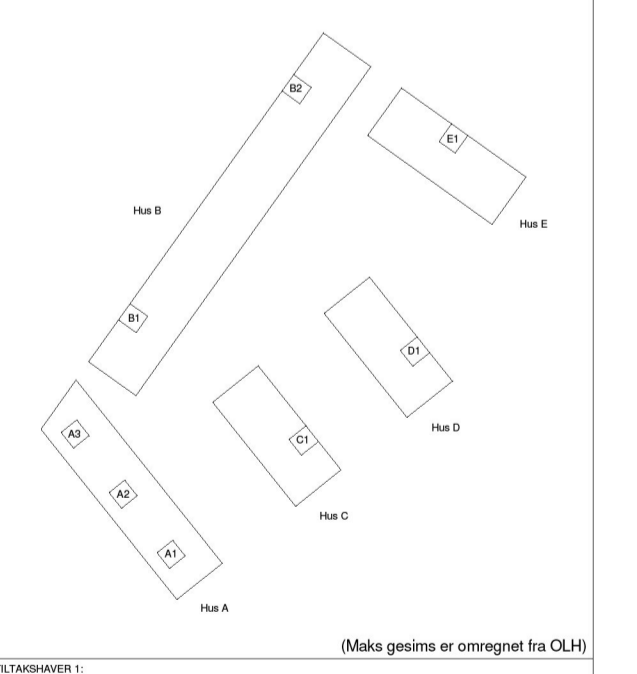 B2
E1
Hus B
Hus E
B1
D1
A3
Hus D
C1
A2
Hus C
A1
Hus A
(Maks gesims er omregnet fra OLH)
ILTAKSHAVER 1: